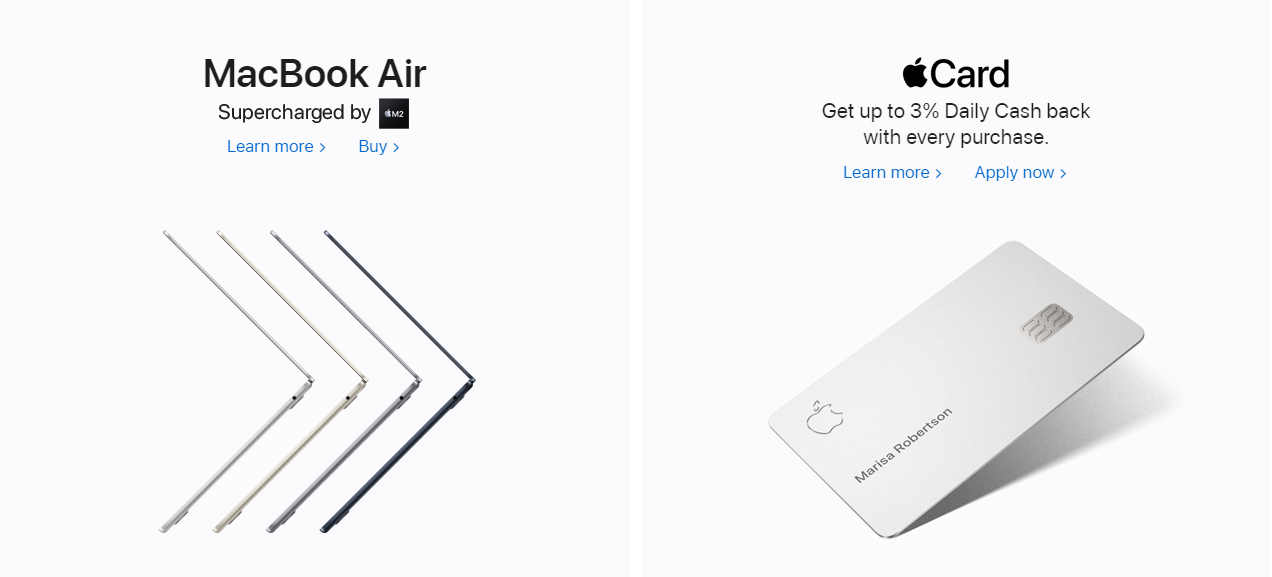 MacBook Air
Supercharged by M2
Learn more
Buy
Card
Get up to 3% Daily Cash back
with every purchase.
Learn more
Apply now
Marisa Robertson